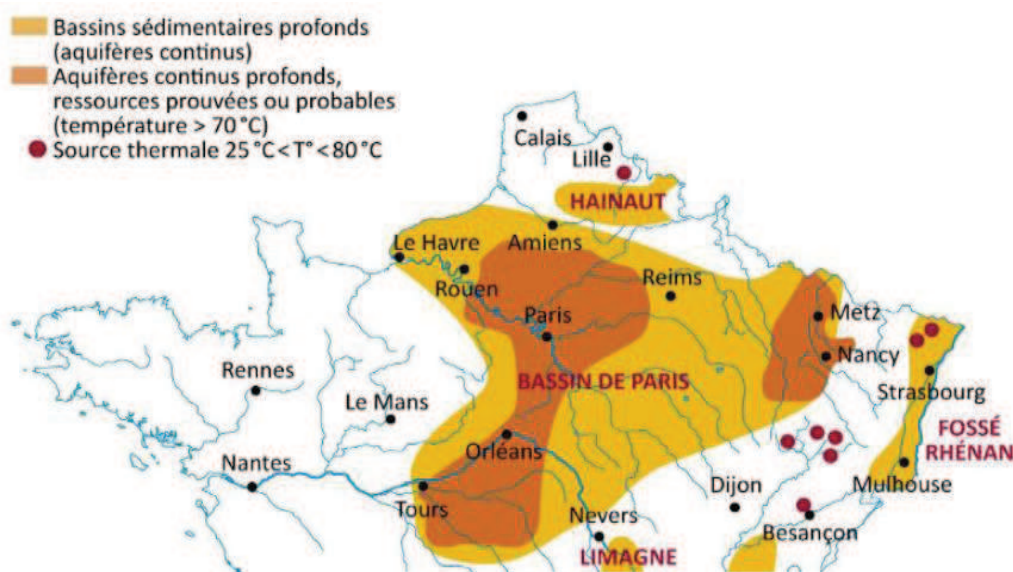 Bassins sédimentaires profonds
(aquifères continus)
Aquifères continus profonds,
ressources prouvées ou probables
(température > 70 °C)
Source thermale 25 °C < T° < 80 °C
Calais
Lille
HAINAUT
Le Havre
Amiens
Rouen
Reims
Paris
Metz
Nancy
Rennes
BASSIN DE PARIS
Strasbourg
Le Mans
FOSSÉ
RHÉNAN
Orléans
Nantes
Tours
Dijon
Mulhouse
Nevers
Besançon
LIMAGNE